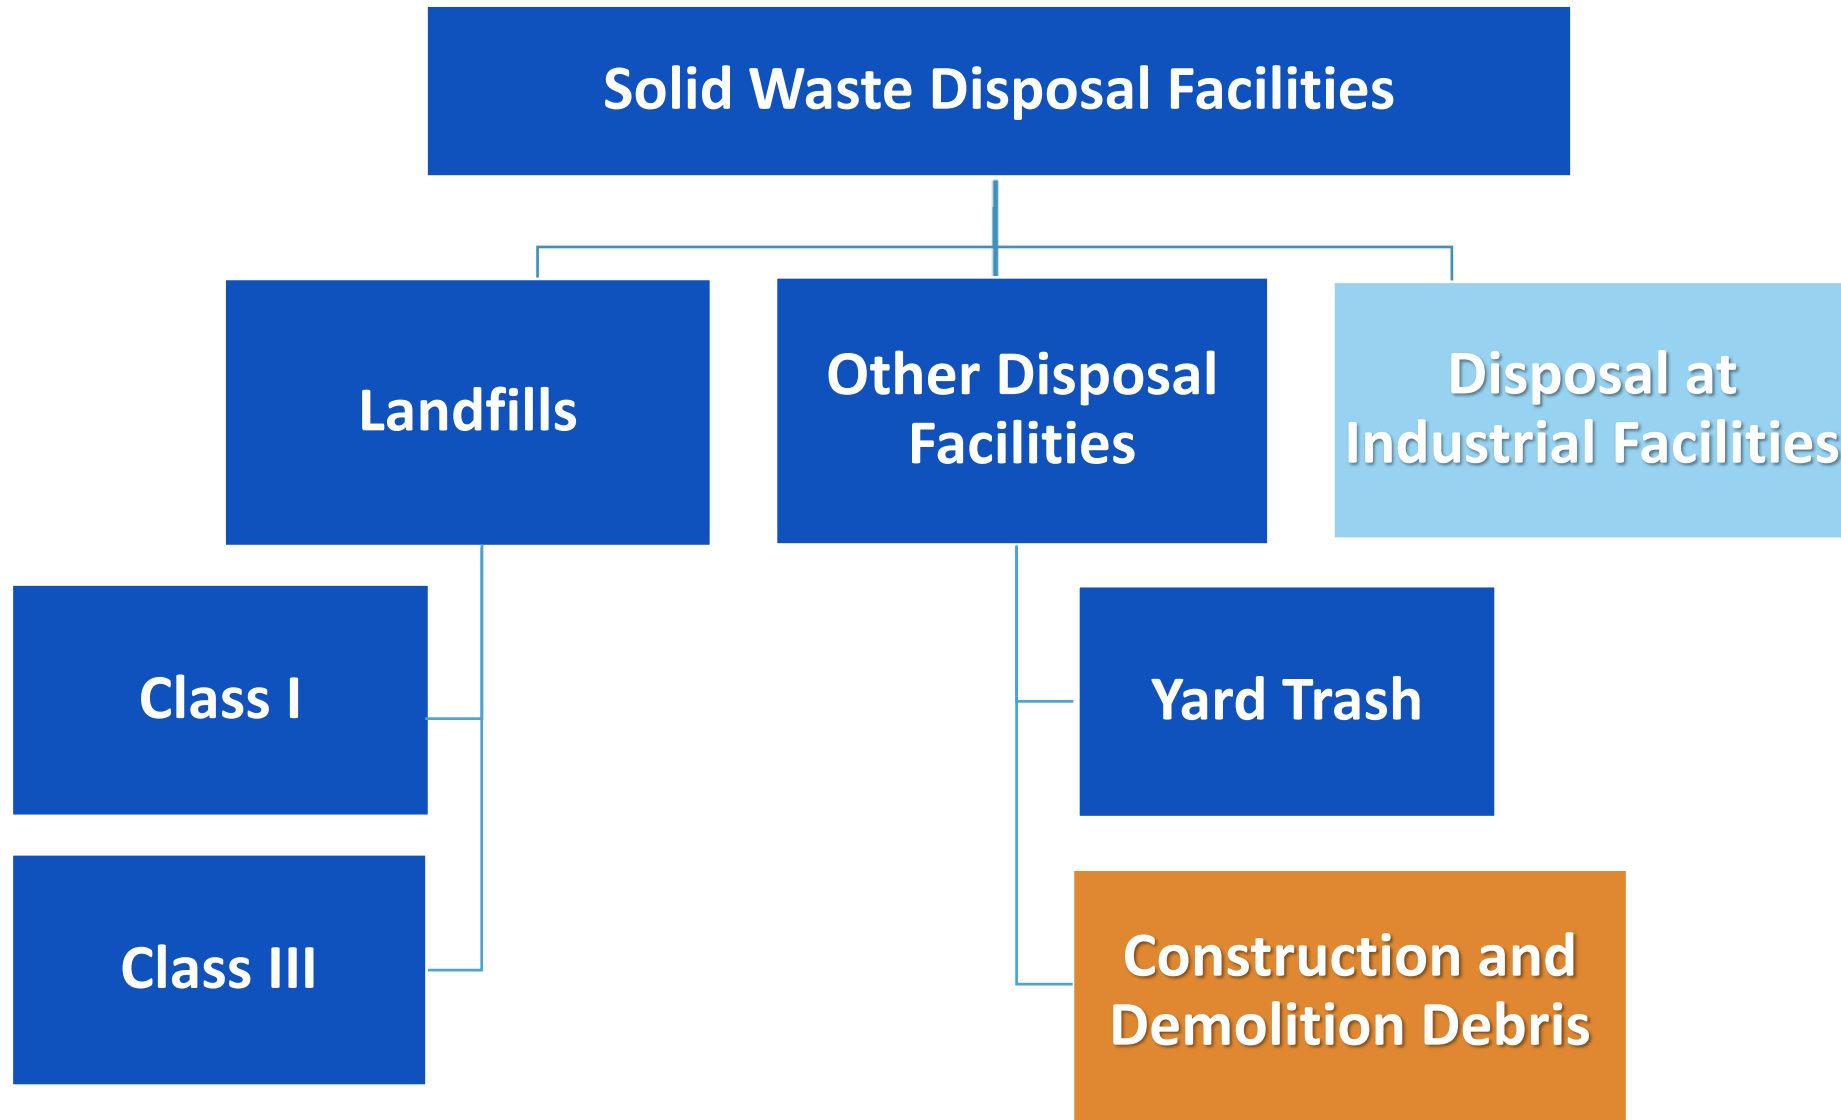 Solid Waste Disposal Facilities
Landfills
Other Disposal
Facilities
Disposal at
Industrial Facilities
Class I
Yard Trash
Class III
Construction and
Demolition Debris